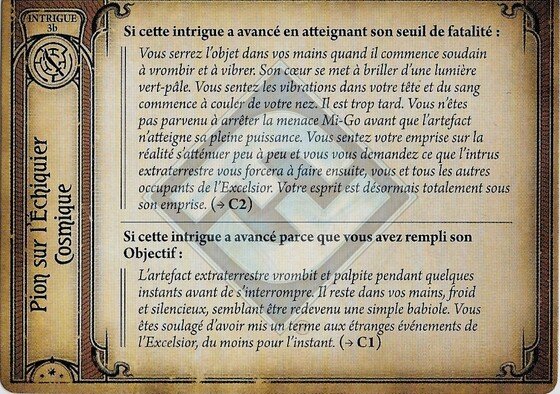 INTRIGUE
3b
Pion sur l'Échiquier
Cosmique
Si cette intrigue a avancé en atteignant son seuil de fatalité :
Vous serrez l'objet dans vos mains quand il commence soudain
à vrombir et à vibrer. Son cœur se met à briller d'une lumière
vert-pâle. Vous sentez les vibrations dans votre tête et du sang
commence à couler de votre nez. Il est trop tard. Vous n'êtes
pas parvenu à arrêter la menace Mi-Go avant que l'artefact
n'atteigne sa pleine puissance. Vous sentez votre emprise sur la
réalité s'atténuer peu à peu et vous vous demandez ce que l'intrus
extraterrestre vous forcera à faire ensuite, vous et tous les autres
occupants de l'Excelsior. Votre esprit est désormais totalement sous
son emprise. (→ C2)
Si cette intrigue a avancé parce que vous avez rempli son
Objectif :
L'artefact extraterrestre vrombit et palpite pendant quelques
instants avant de s'interrompre. Il reste dans vos mains, froid
et silencieux, semblant être redevenu une simple babiole. Vous
êtes soulagé d'avoir mis un terme aux étranges événements de
l'Excelsior, du moins pour l'instant. (→ C1)